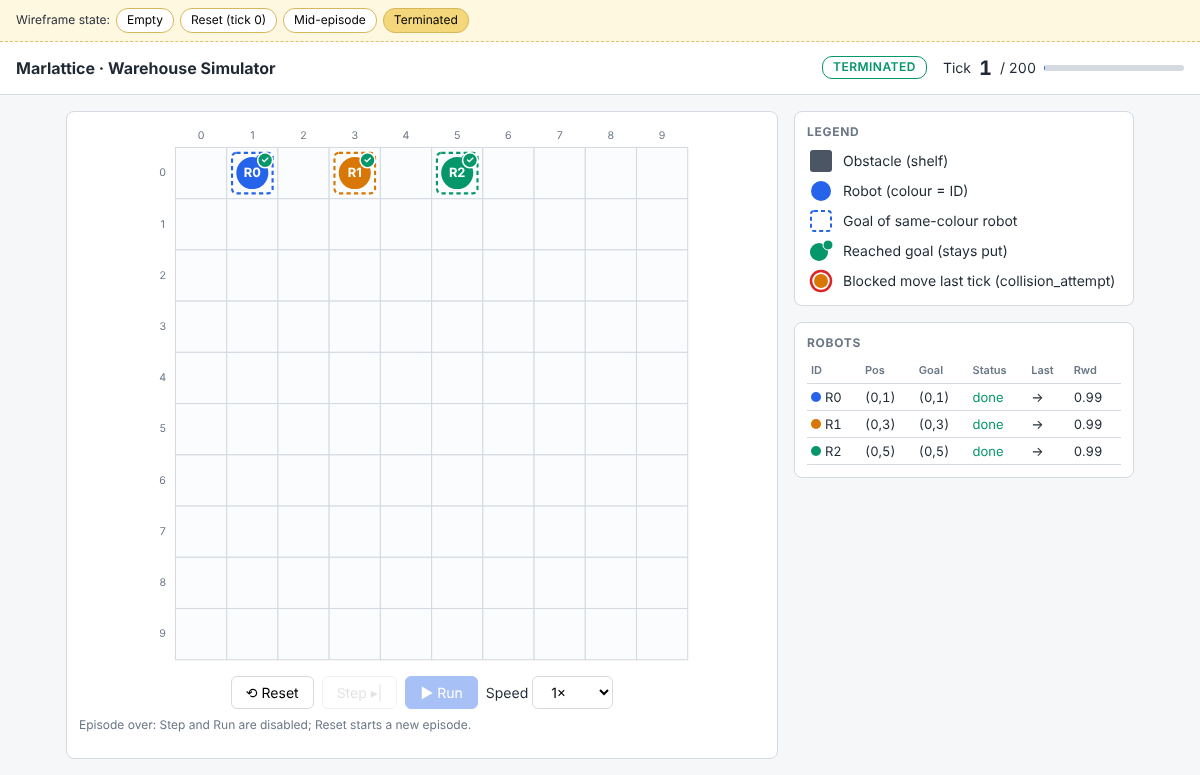 Wireframe state: Empty Reset (tick 0) Mid-episode Terminated
Marlattice · Warehouse Simulator
TERMINATED Tick 1 / 200
0 1 2 3 4 5 6 7 8 9
0 R0 R1 R2
1
2
3
4
5
6
7
8
9
⟲ Reset Step ▸| ▶ Run Speed 1×
Episode over: Step and Run are disabled; Reset starts a new episode.
LEGEND
Obstacle (shelf)
Robot (colour = ID)
Goal of same-colour robot
Reached goal (stays put)
Blocked move last tick (collision_attempt)
ROBOTS
ID Pos Goal Status Last Rwd
R0 (0,1) (0,1) done → 0.99
R1 (0,3) (0,3) done → 0.99
R2 (0,5) (0,5) done → 0.99